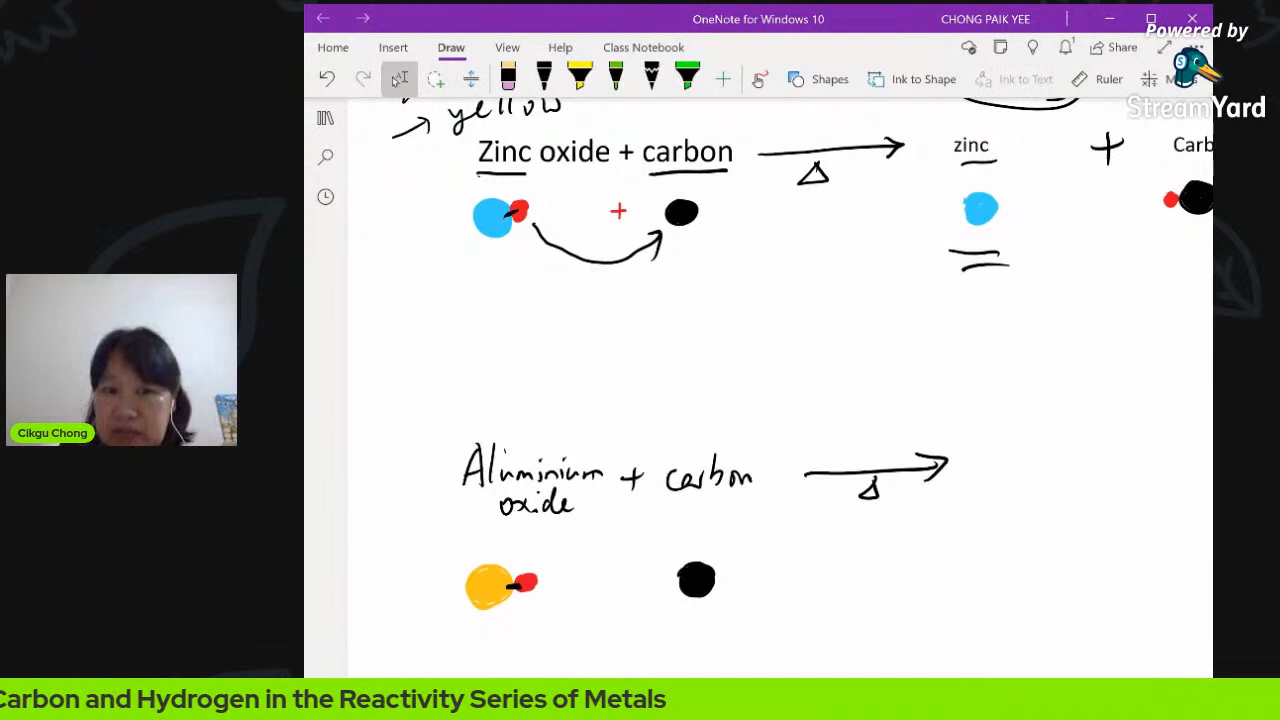 OneNote for Windows 10
CHONG PAIK YEE
Powered by
StreamYard
Home Insert Draw View Help Class Notebook
Share
Shapes Ink to Shape Ink to Text Ruler
yellow
Zinc oxide + carbon → zinc + Carb
Δ
+
Aluminium + carbon →
oxide
Δ
Cikgu Chong
Carbon and Hydrogen in the Reactivity Series of Metals